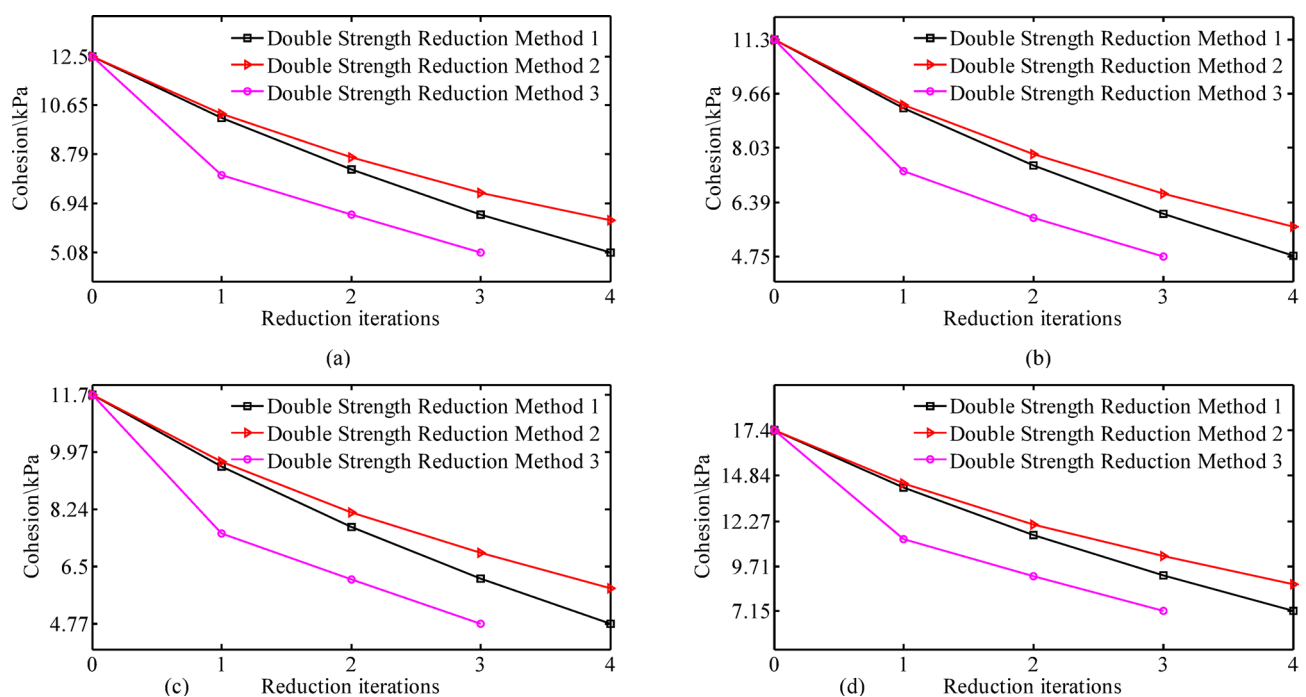 12.5
10.65
8.79
6.94
5.08
Cohesion\kPa
Double Strength Reduction Method 1
Double Strength Reduction Method 2
Double Strength Reduction Method 3
0 1 2 3 4
Reduction iterations
(a)
11.3
9.66
8.03
6.39
4.75
Cohesion\kPa
Double Strength Reduction Method 1
Double Strength Reduction Method 2
Double Strength Reduction Method 3
0 1 2 3 4
Reduction iterations
(b)
11.7
9.97
8.24
6.5
4.77
Cohesion\kPa
Double Strength Reduction Method 1
Double Strength Reduction Method 2
Double Strength Reduction Method 3
0 1 2 3 4
Reduction iterations
(c)
17.4
14.84
12.27
9.71
7.15
Cohesion\kPa
Double Strength Reduction Method 1
Double Strength Reduction Method 2
Double Strength Reduction Method 3
0 1 2 3 4
Reduction iterations
(d)